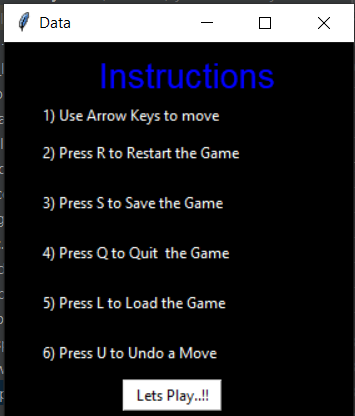 Data
Instructions
1) Use Arrow Keys to move
2) Press R to Restart the Game
3) Press S to Save the Game
4) Press Q to Quit  the Game
5) Press L to Load the Game
6) Press U to Undo a Move
Lets Play..!!